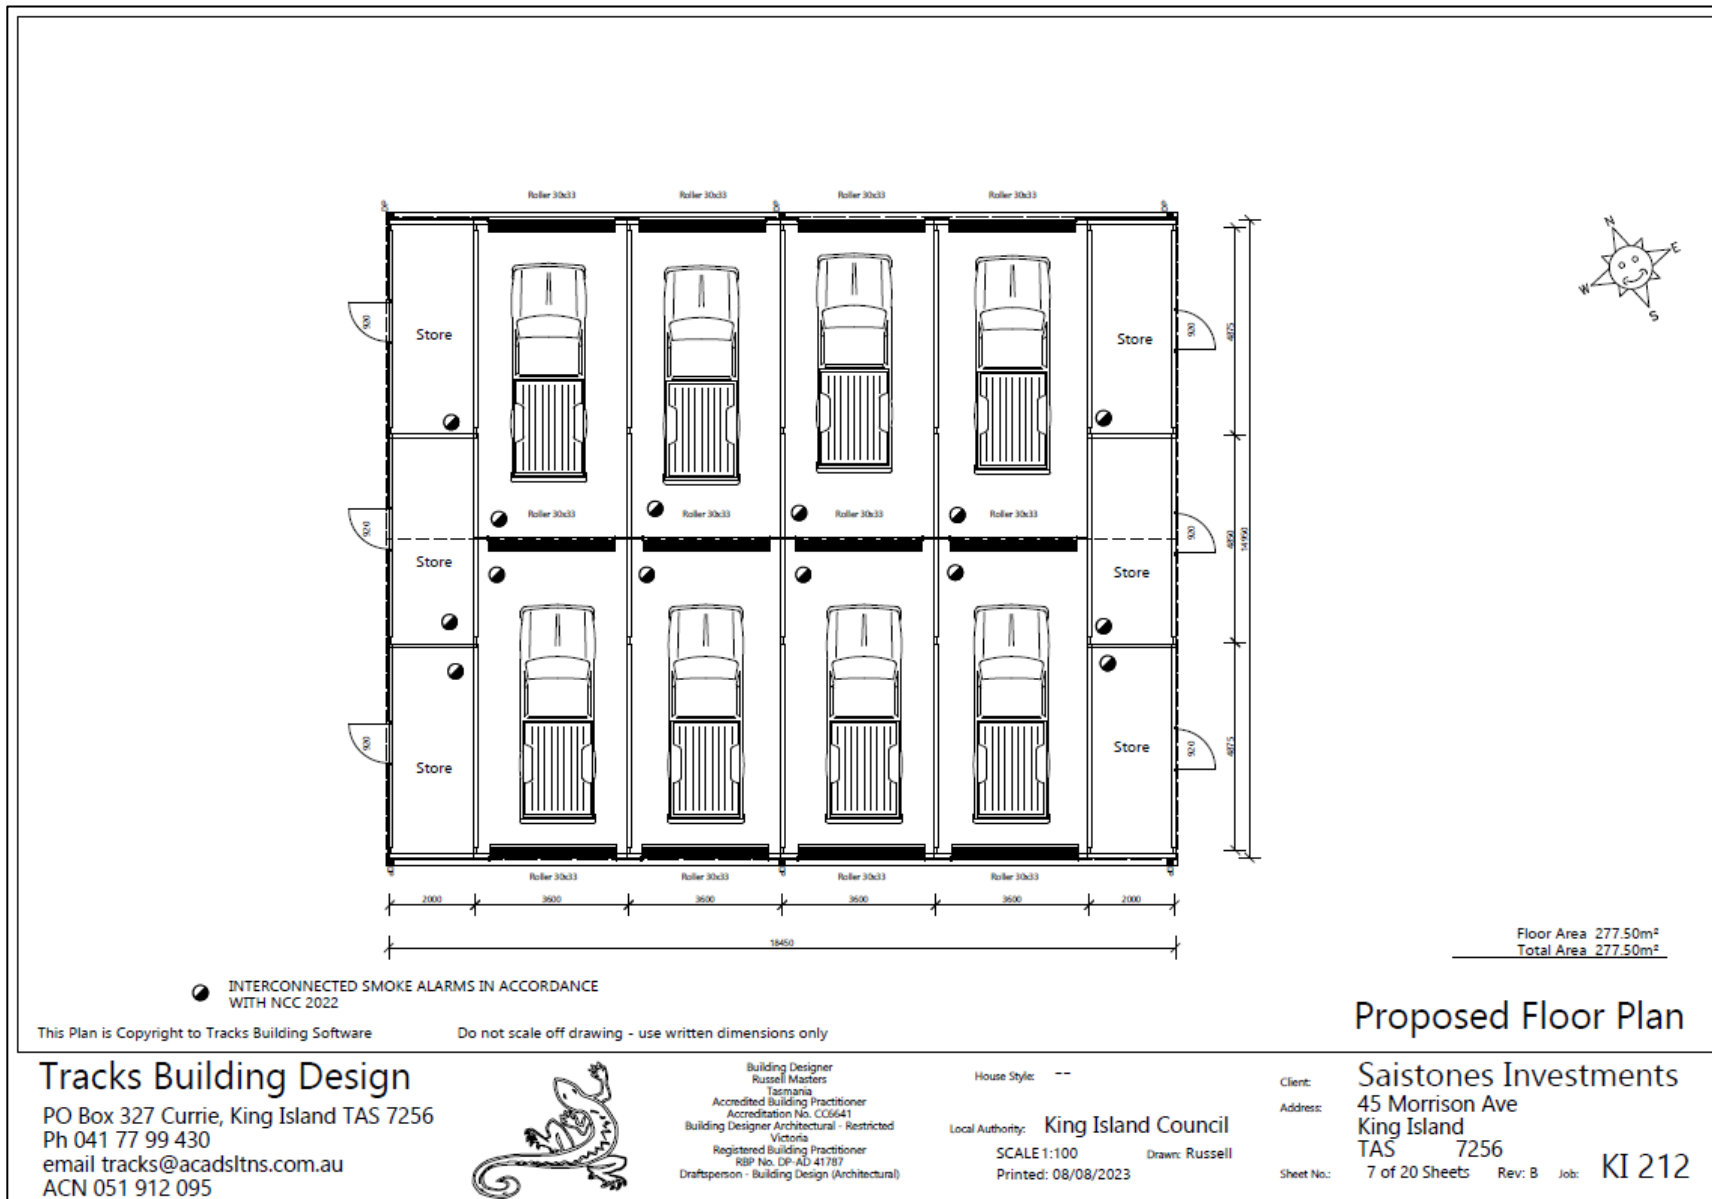 Roller 30x33 Roller 30x33 Roller 30x33 Roller 30x33
DP DP DP
N
E
W
S
920 Store Store 920 4875
Roller 30x33 Roller 30x33 Roller 30x33 Roller 30x33
920 920 4850 14950
Store Store
920 Store Store 920 4875
Roller 30x33 Roller 30x33 Roller 30x33 Roller 30x33
2000 3600 3600 3600 3600 2000
18450
Floor Area 277.50m²
Total Area 277.50m²
INTERCONNECTED SMOKE ALARMS IN ACCORDANCE
WITH NCC 2022
Proposed Floor Plan
This Plan is Copyright to Tracks Building Software Do not scale off drawing - use written dimensions only
Tracks Building Design
PO Box 327 Currie, King Island TAS 7256
Ph 041 77 99 430
email tracks@acadsltns.com.au
ACN 051 912 095
Building Designer
Russell Masters
Tasmania
Accredited Building Practitioner
Accreditation No. CC6641
Building Designer Architectural - Restricted
Victoria
Registered Building Practitioner
RBP No. DP-AD 41787
Draftsperson - Building Design (Architectural)
House Style: --
Local Authority: King Island Council
SCALE 1:100 Drawn: Russell
Printed: 08/08/2023
Client: Saistones Investments
Address: 45 Morrison Ave
King Island
TAS 7256
Sheet No.: 7 of 20 Sheets Rev: B Job: KI 212